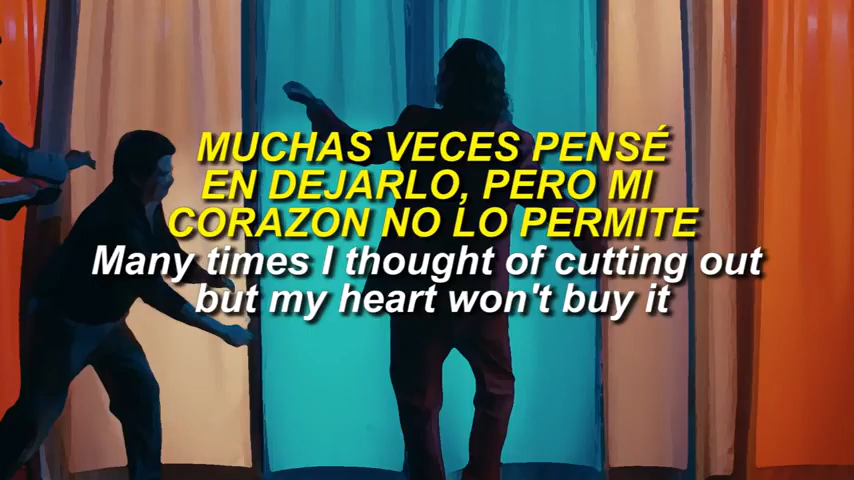 MUCHAS VECES PENSÉ
EN DEJARLO, PERO MI
CORAZON NO LO PERMITE
Many times I thought of cutting out
but my heart won't buy it